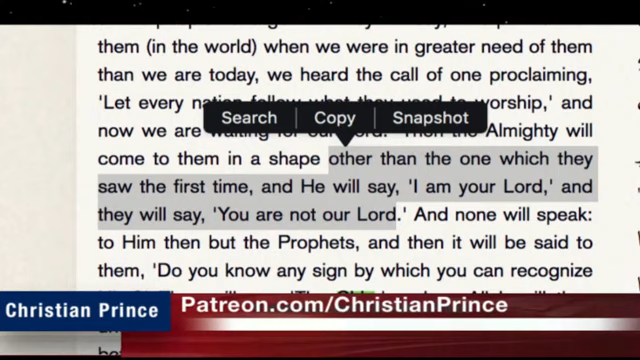 them (in the world) when we were in greater need of them
than we are today, we heard the call of one proclaiming,
'Let every nation follow what they used to worship,' and
Search Copy Snapshot
now we are waiting for our Lord.' Then the Almighty will
come to them in a shape other than the one which they
saw the first time, and He will say, 'I am your Lord,' and
they will say, 'You are not our Lord.' And none will speak:
to Him then but the Prophets, and then it will be said to
them, 'Do you know any sign by which you can recognize
Christian Prince
Patreon.com/ChristianPrince